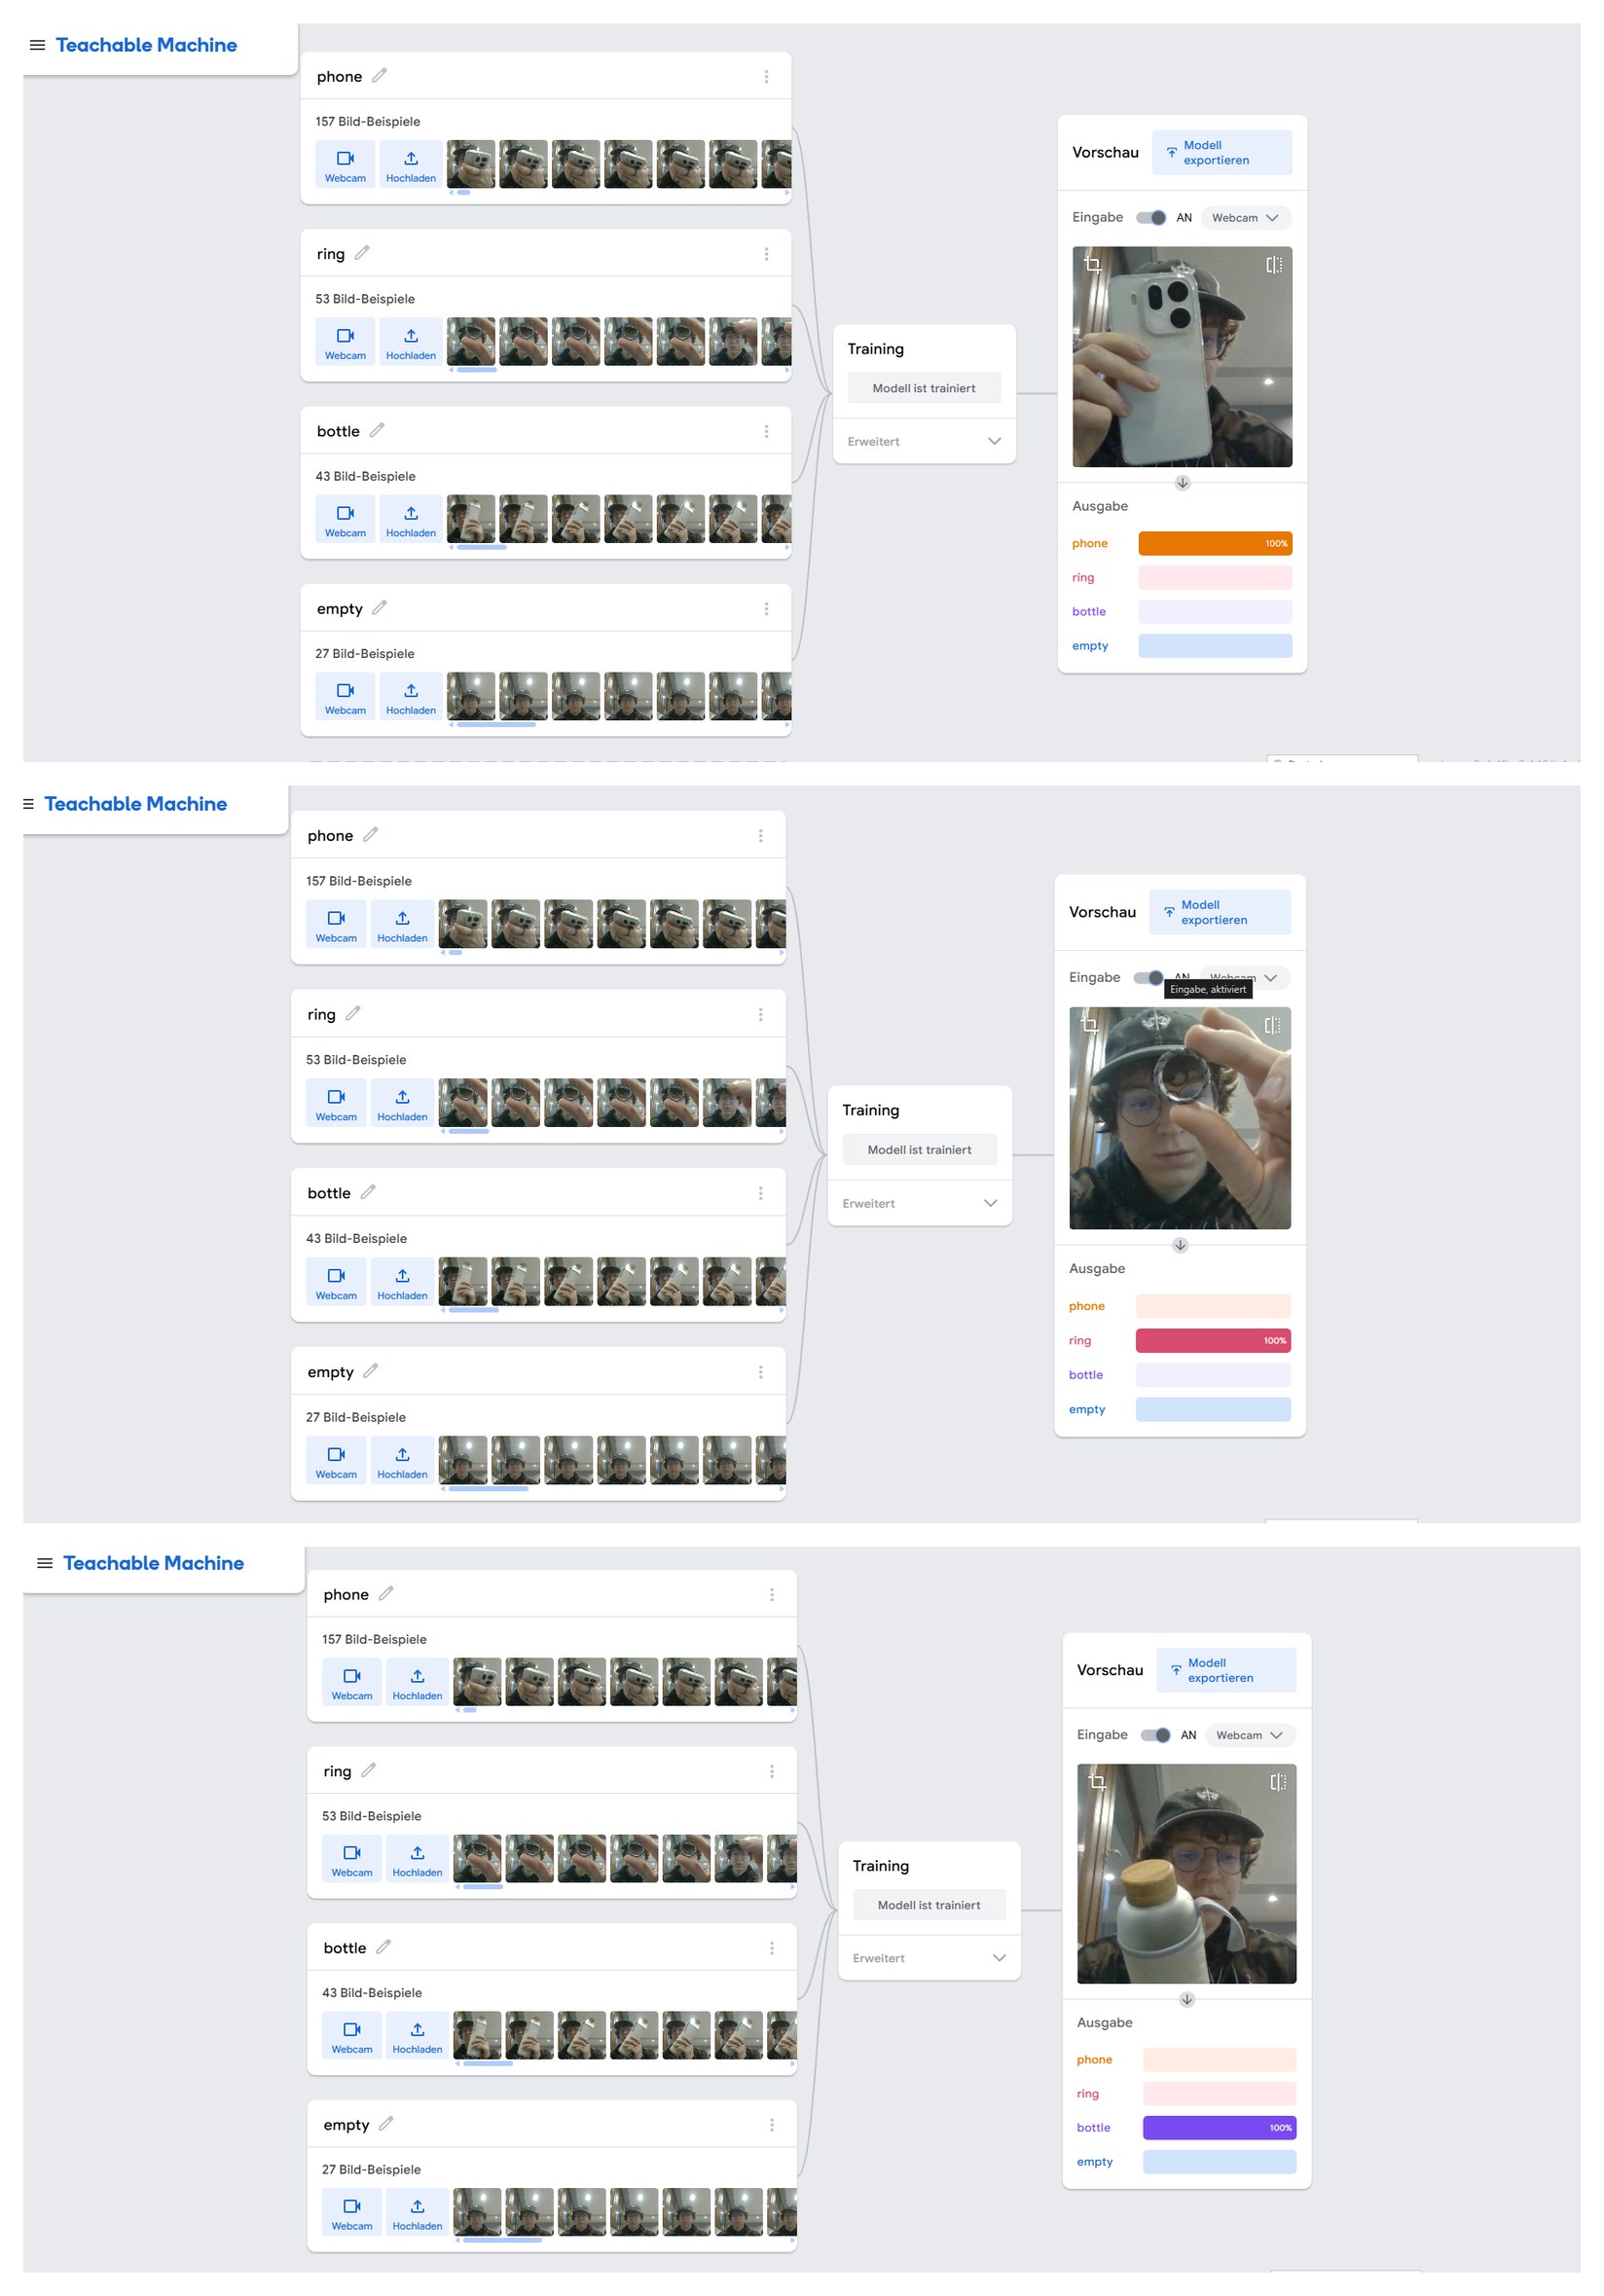 Teachable Machine
phone
157 Bild-Beispiele
Webcam
Hochladen
ring
53 Bild-Beispiele
Webcam
Hochladen
bottle
43 Bild-Beispiele
Webcam
Hochladen
empty
27 Bild-Beispiele
Webcam
Hochladen
Training
Modell ist trainiert
Erweitert
Vorschau
Modell
exportieren
Eingabe AN Webcam
Ausgabe
phone 100%
ring
bottle
empty
Teachable Machine
phone
157 Bild-Beispiele
Webcam
Hochladen
ring
53 Bild-Beispiele
Webcam
Hochladen
bottle
43 Bild-Beispiele
Webcam
Hochladen
empty
27 Bild-Beispiele
Webcam
Hochladen
Training
Modell ist trainiert
Erweitert
Vorschau
Modell
exportieren
Eingabe AN Webcam
Eingabe, aktiviert
Ausgabe
phone
ring 100%
bottle
empty
Teachable Machine
phone
157 Bild-Beispiele
Webcam
Hochladen
ring
53 Bild-Beispiele
Webcam
Hochladen
bottle
43 Bild-Beispiele
Webcam
Hochladen
empty
27 Bild-Beispiele
Webcam
Hochladen
Training
Modell ist trainiert
Erweitert
Vorschau
Modell
exportieren
Eingabe AN Webcam
Ausgabe
phone
ring
bottle 100%
empty